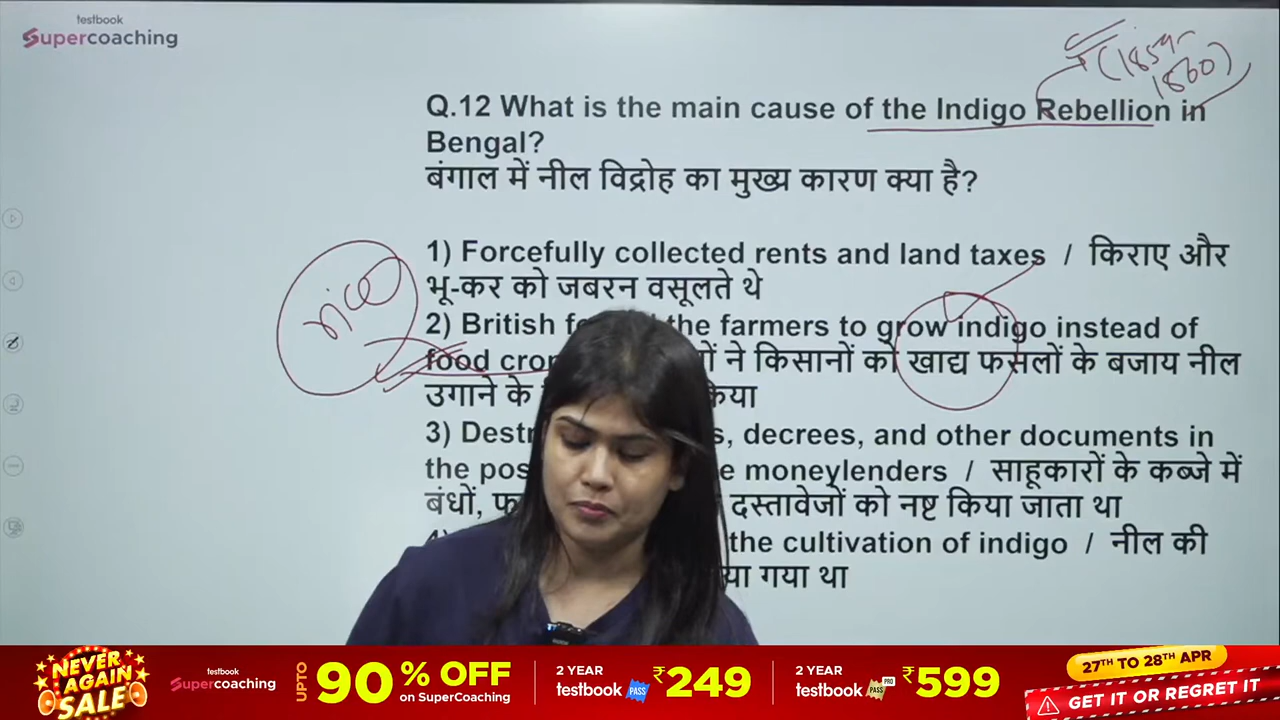 testbook
Supercoaching
(1859-
1860)
Q.12 What is the main cause of the Indigo Rebellion in
Bengal?
बंगाल में नील विद्रोह का मुख्य कारण क्या है?
1) Forcefully collected rents and land taxes / किराए और
भू-कर को जबरन वसूलते थे
rice
2) British the farmers to grow indigo instead of
food ने किसानों को खाद्य फसलों के बजाय नील
उगाने के
3) decrees, and other documents in
the moneylenders / साहूकारों के कब्जे में
बंधों, दस्तावेजों को नष्ट किया जाता था
the cultivation of indigo / नील की
गया था
NEVER
AGAIN
SALE
testbook
Supercoaching
UPTO
90% OFF
on SuperCoaching
2 YEAR
testbook PASS
₹249
2 YEAR
testbook PASS PRO
₹599
27TH TO 28TH APR
GET IT OR REGRET IT